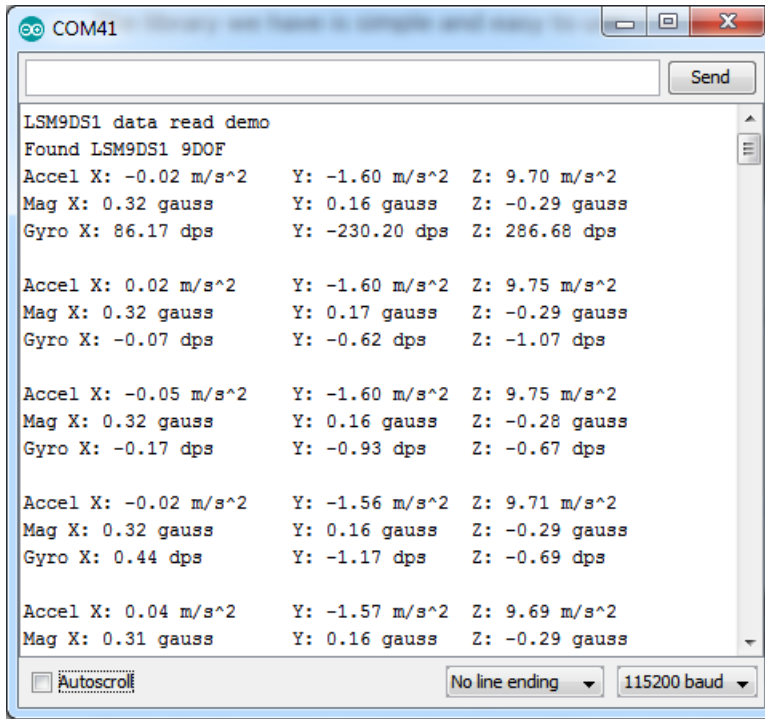 COM41
Send
LSM9DS1 data read demo
Found LSM9DS1 9DOF
Accel X: -0.02 m/s^2 Y: -1.60 m/s^2 Z: 9.70 m/s^2
Mag X: 0.32 gauss Y: 0.16 gauss Z: -0.29 gauss
Gyro X: 86.17 dps Y: -230.20 dps Z: 286.68 dps
Accel X: 0.02 m/s^2 Y: -1.60 m/s^2 Z: 9.75 m/s^2
Mag X: 0.32 gauss Y: 0.17 gauss Z: -0.29 gauss
Gyro X: -0.07 dps Y: -0.62 dps Z: -1.07 dps
Accel X: -0.05 m/s^2 Y: -1.60 m/s^2 Z: 9.75 m/s^2
Mag X: 0.32 gauss Y: 0.16 gauss Z: -0.28 gauss
Gyro X: -0.17 dps Y: -0.93 dps Z: -0.67 dps
Accel X: -0.02 m/s^2 Y: -1.56 m/s^2 Z: 9.71 m/s^2
Mag X: 0.32 gauss Y: 0.16 gauss Z: -0.29 gauss
Gyro X: 0.44 dps Y: -1.17 dps Z: -0.69 dps
Accel X: 0.04 m/s^2 Y: -1.57 m/s^2 Z: 9.69 m/s^2
Mag X: 0.31 gauss Y: 0.16 gauss Z: -0.29 gauss
Autoscroll No line ending 115200 baud